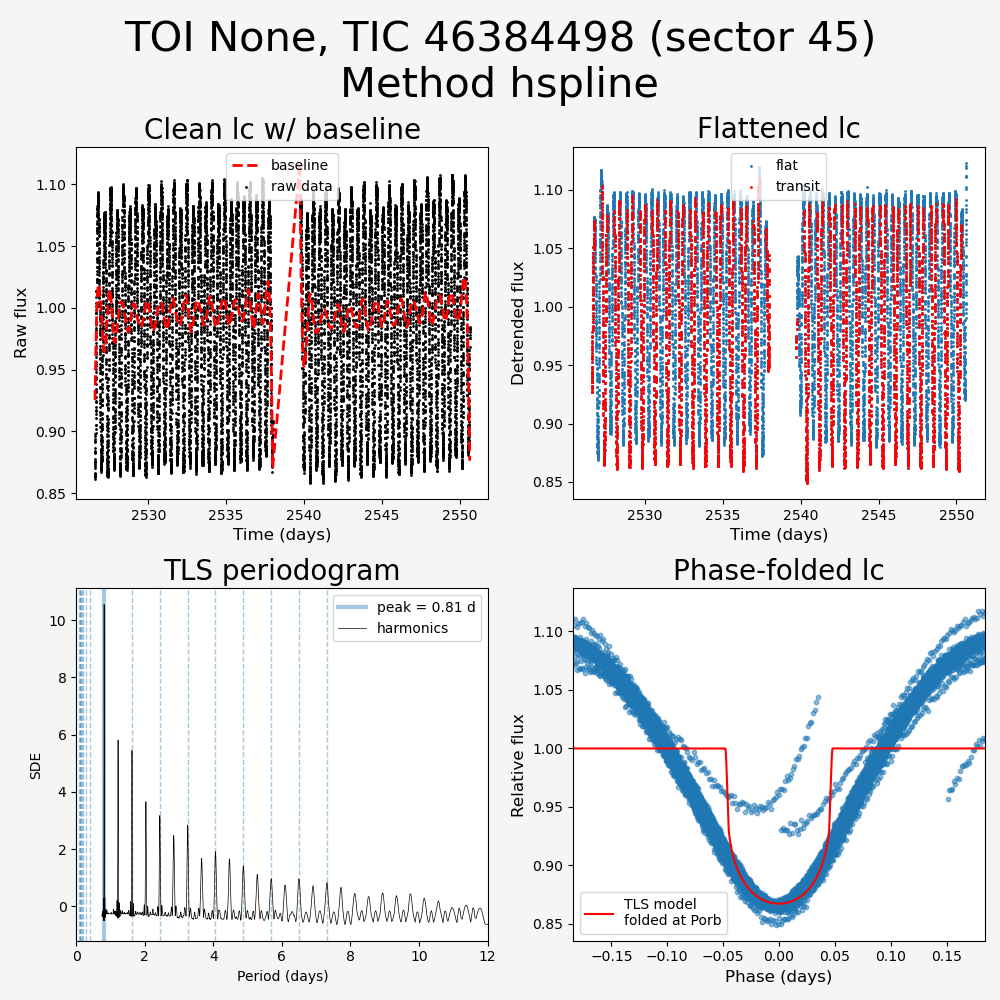 TOI None, TIC 46384498 (sector 45)
Method hspline
Clean lc w/ baseline
baseline
raw data
Raw flux
1.10
1.05
1.00
0.95
0.90
0.85
2530
2535
2540
2545
2550
Time (days)
Flattened lc
flat
transit
Detrended flux
1.10
1.05
1.00
0.95
0.90
0.85
2530
2535
2540
2545
2550
Time (days)
TLS periodogram
peak = 0.81 d
harmonics
SDE
10
8
6
4
2
0
0
2
4
6
8
10
12
Period (days)
Phase-folded lc
Relative flux
1.10
1.05
1.00
0.95
0.90
0.85
TLS model
folded at Porb
−0.15
−0.10
−0.05
0.00
0.05
0.10
0.15
Phase (days)